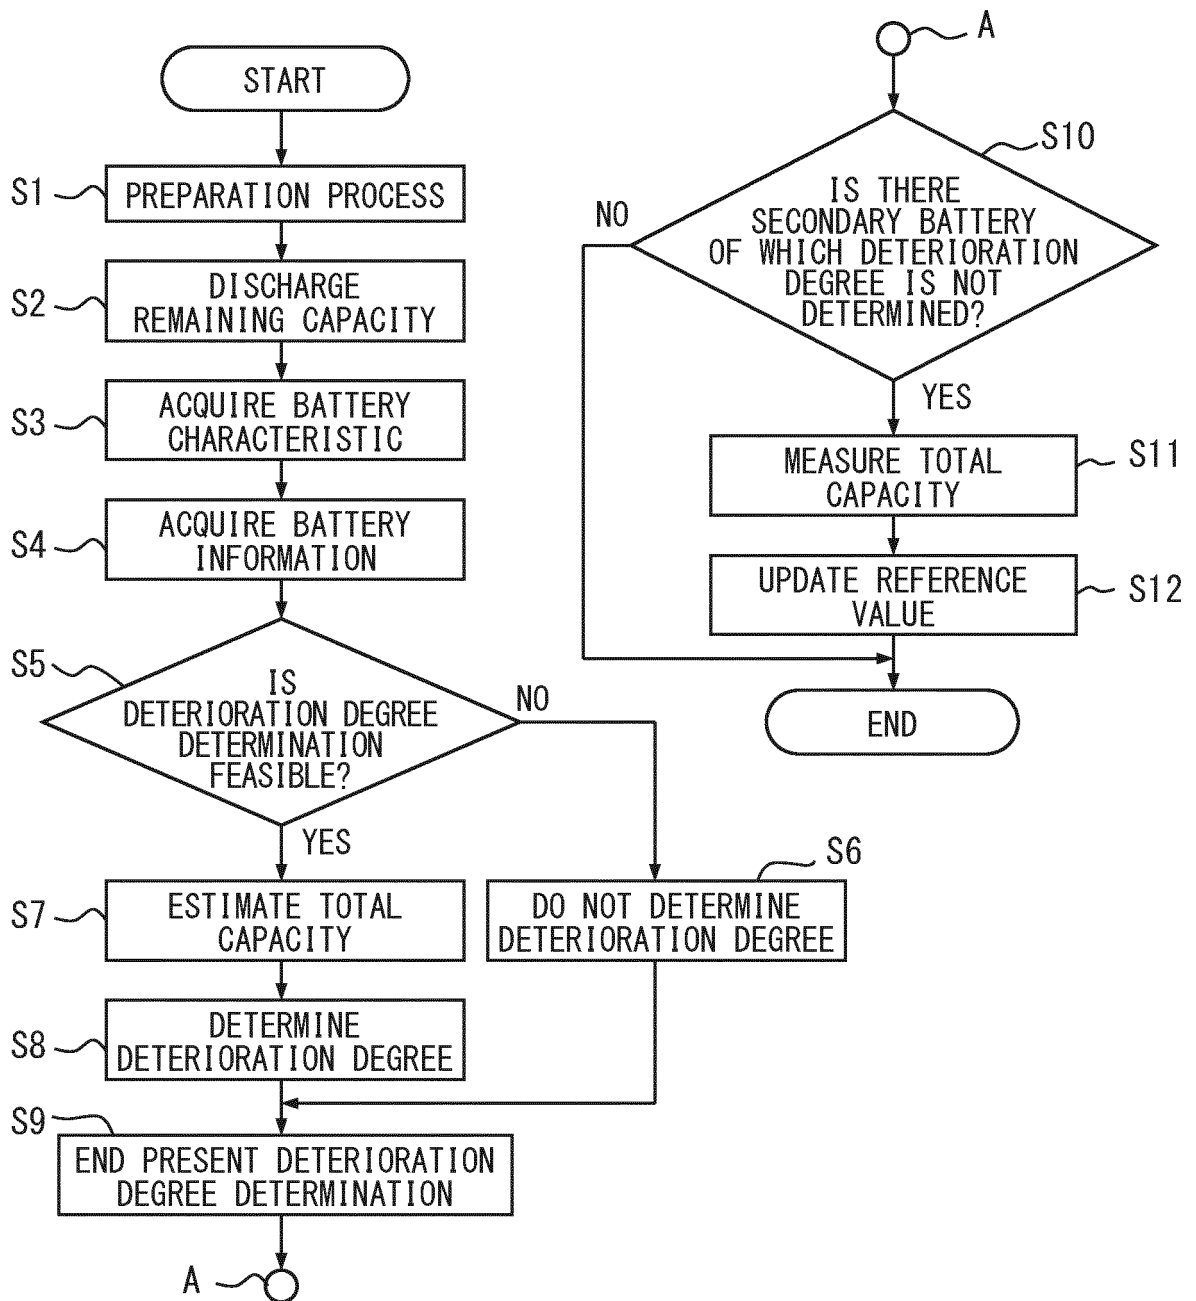 START
S1
PREPARATION PROCESS
S2
DISCHARGE
REMAINING CAPACITY
S3
ACQUIRE BATTERY
CHARACTERISTIC
S4
ACQUIRE BATTERY
INFORMATION
S5
IS
DETERIORATION DEGREE
DETERMINATION
FEASIBLE?
NO
YES
S6
DO NOT DETERMINE
DETERIORATION DEGREE
S7
ESTIMATE TOTAL
CAPACITY
S8
DETERMINE
DETERIORATION DEGREE
S9
END PRESENT DETERIORATION
DEGREE DETERMINATION
A
A
S10
IS THERE
SECONDARY BATTERY
OF WHICH DETERIORATION
DEGREE IS NOT
DETERMINED?
NO
YES
S11
MEASURE TOTAL
CAPACITY
S12
UPDATE REFERENCE
VALUE
END